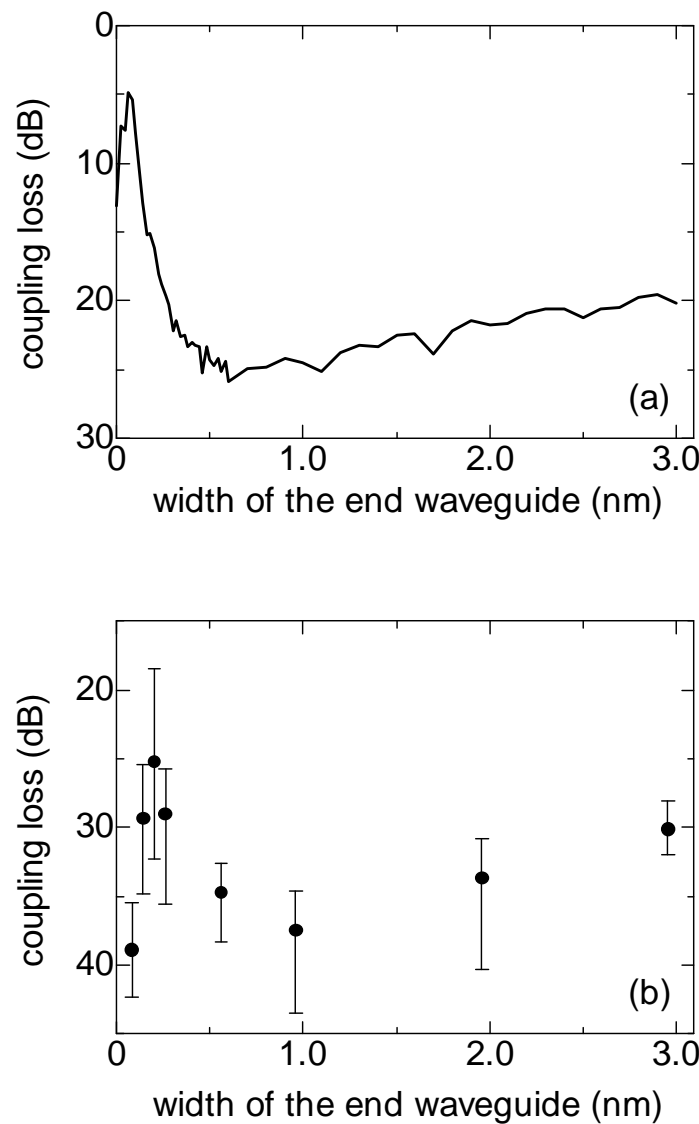 0
10
20
30
coupling loss (dB)
(a)
0
1.0
2.0
3.0
width of the end waveguide (nm)
20
30
40
coupling loss (dB)
(b)
0
1.0
2.0
3.0
width of the end waveguide (nm)